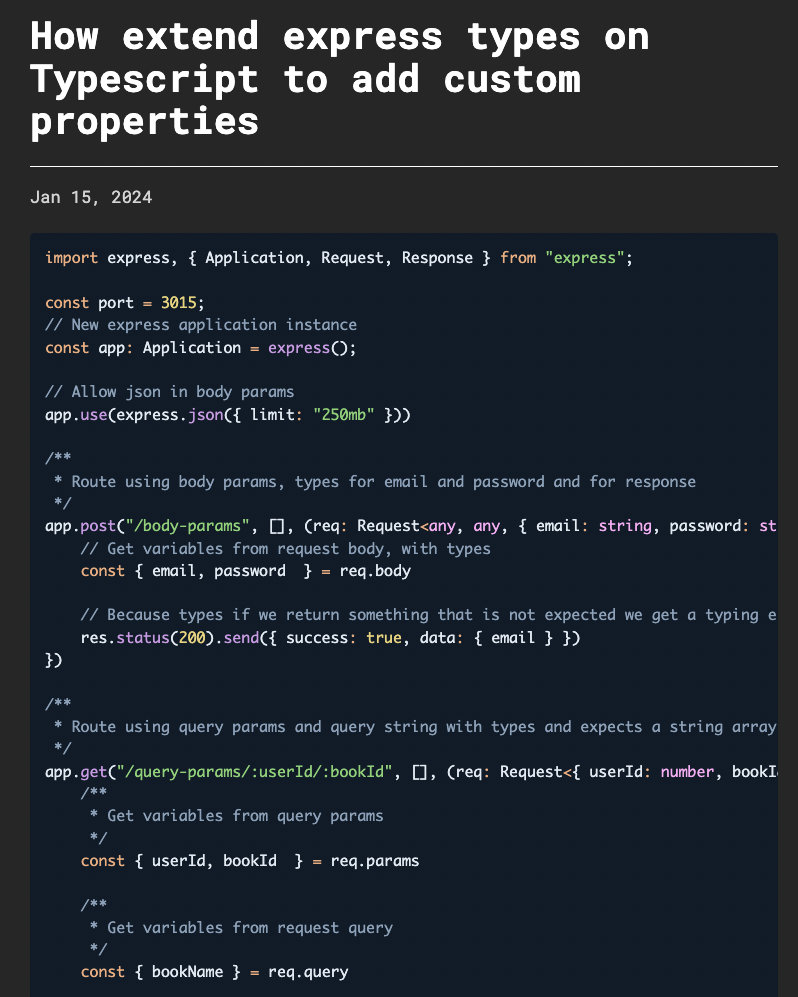 How extend express types on
Typescript to add custom
properties
Jan 15, 2024
import express, { Application, Request, Response } from "express";
const port = 3015;
// New express application instance
const app: Application = express();
// Allow json in body params
app.use(express.json({ limit: "250mb" }))
/**
 * Route using body params, types for email and password and for response
 */
app.post("/body-params", [], (req: Request<any, any, { email: string, password: st
    // Get variables from request body, with types
    const { email, password  } = req.body
    // Because types if we return something that is not expected we get a typing e
    res.status(200).send({ success: true, data: { email } })
})
/**
 * Route using query params and query string with types and expects a string array
 */
app.get("/query-params/:userId/:bookId", [], (req: Request<{ userId: number, bookI
    /**
     * Get variables from query params
     */
    const { userId, bookId  } = req.params
    /**
     * Get variables from request query
     */
    const { bookName } = req.query